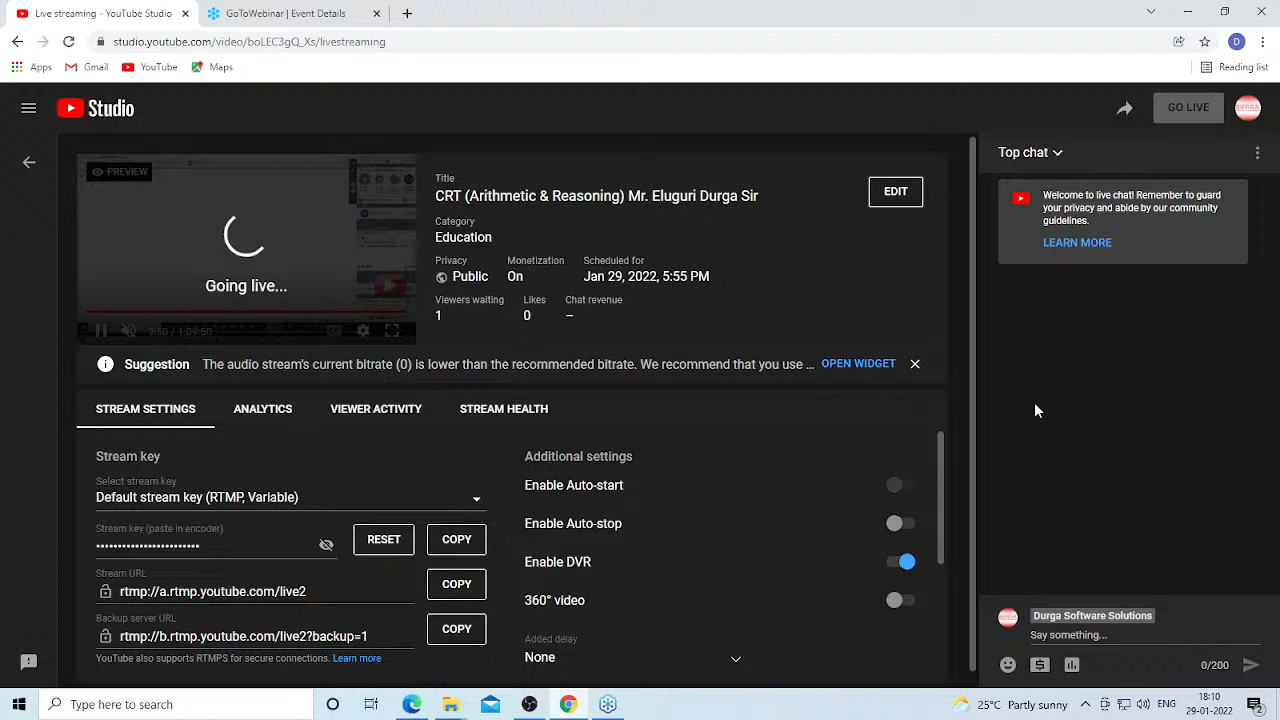 Live streaming - YouTube Studio
GoToWebinar | Event Details
studio.youtube.com/video/boLEC3gQ_Xs/livestreaming
D
Apps
Gmail
YouTube
Maps
Reading list
Studio
GO LIVE
DURGA
PREVIEW
Going live...
9:50 / 1:09:50
Title
CRT (Arithmetic & Reasoning) Mr. Eluguri Durga Sir
EDIT
Category
Education
Privacy
Monetization
Scheduled for
Public
On
Jan 29, 2022, 5:55 PM
Viewers waiting
Likes
Chat revenue
1
0
–
Suggestion
The audio stream's current bitrate (0) is lower than the recommended bitrate. We recommend that you use ...
OPEN WIDGET
STREAM SETTINGS
ANALYTICS
VIEWER ACTIVITY
STREAM HEALTH
Stream key
Select stream key
Default stream key (RTMP, Variable)
Stream key (paste in encoder)
••••••••••••••••••••••••
RESET
COPY
Stream URL
rtmp://a.rtmp.youtube.com/live2
COPY
Backup server URL
rtmp://b.rtmp.youtube.com/live2?backup=1
COPY
YouTube also supports RTMPS for secure connections. Learn more
Additional settings
Enable Auto-start
Enable Auto-stop
Enable DVR
360° video
Added delay
None
Top chat
Welcome to live chat! Remember to guard
your privacy and abide by our community
guidelines.
LEARN MORE
Durga Software Solutions
Say something...
0/200
Type here to search
25°C Partly sunny
ENG
18:10
29-01-2022
2